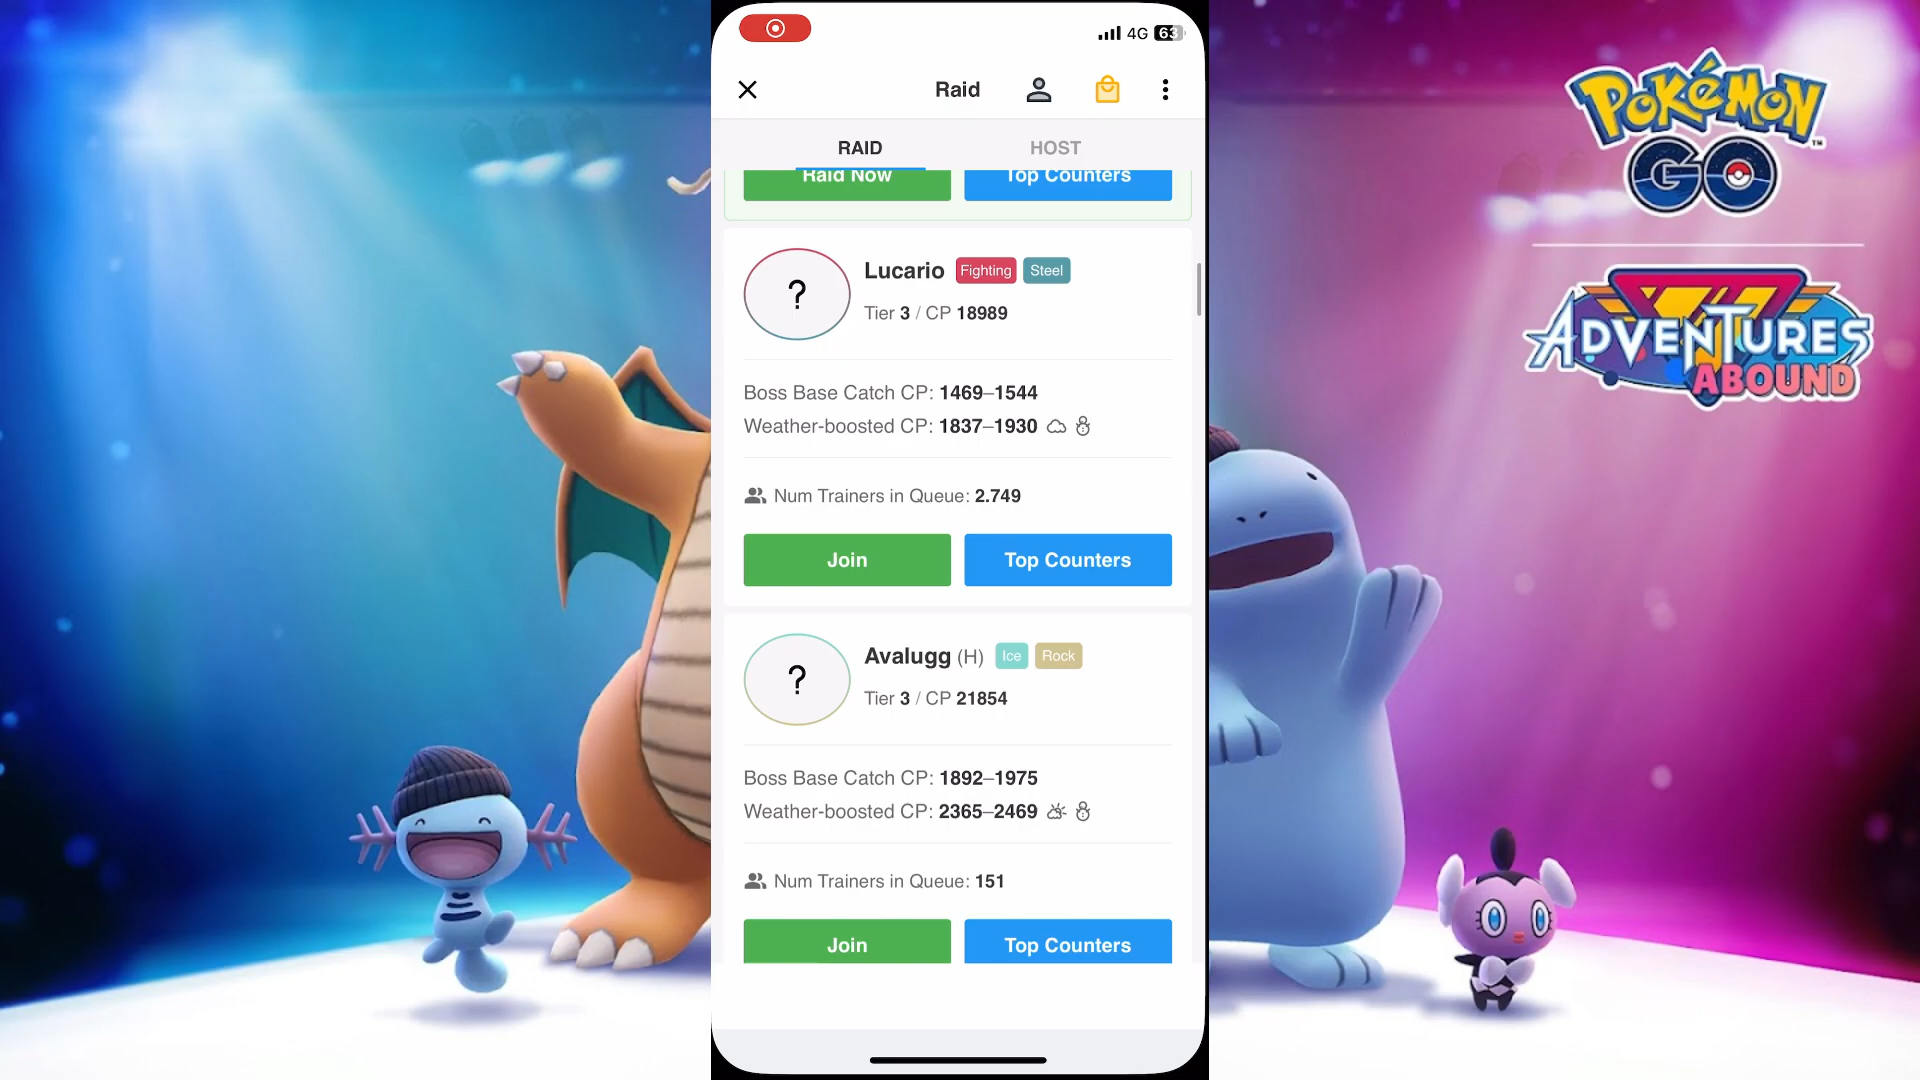 4G 63
Raid
RAID HOST
Raid Now Top Counters
Lucario Fighting Steel
Tier 3 / CP 18989
Boss Base Catch CP: 1469–1544
Weather-boosted CP: 1837–1930
Num Trainers in Queue: 2.749
Join Top Counters
Avalugg (H) Ice Rock
Tier 3 / CP 21854
Boss Base Catch CP: 1892–1975
Weather-boosted CP: 2365–2469
Num Trainers in Queue: 151
Join Top Counters
POKÉMON™
GO
ADVENTURES
ABOUND